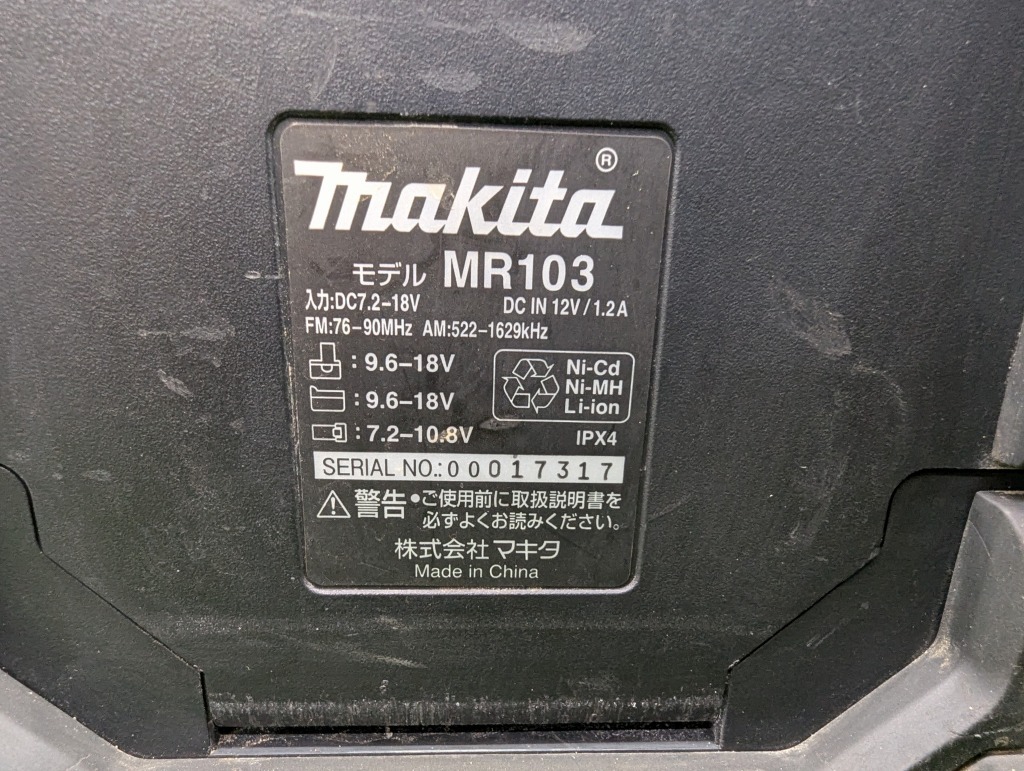 makita®
モデル MR103
入力:DC7.2–18V DC IN 12V/1.2A
FM:76–90MHz AM:522–1629kHz
: 9.6–18V
: 9.6–18V
: 7.2–10.8V
Ni-Cd
Ni-MH
Li-ion
IPX4
SERIAL NO.: 00017317
警告 •ご使用前に取扱説明書を
必ずよくお読みください。
株式会社 マキタ
Made in China